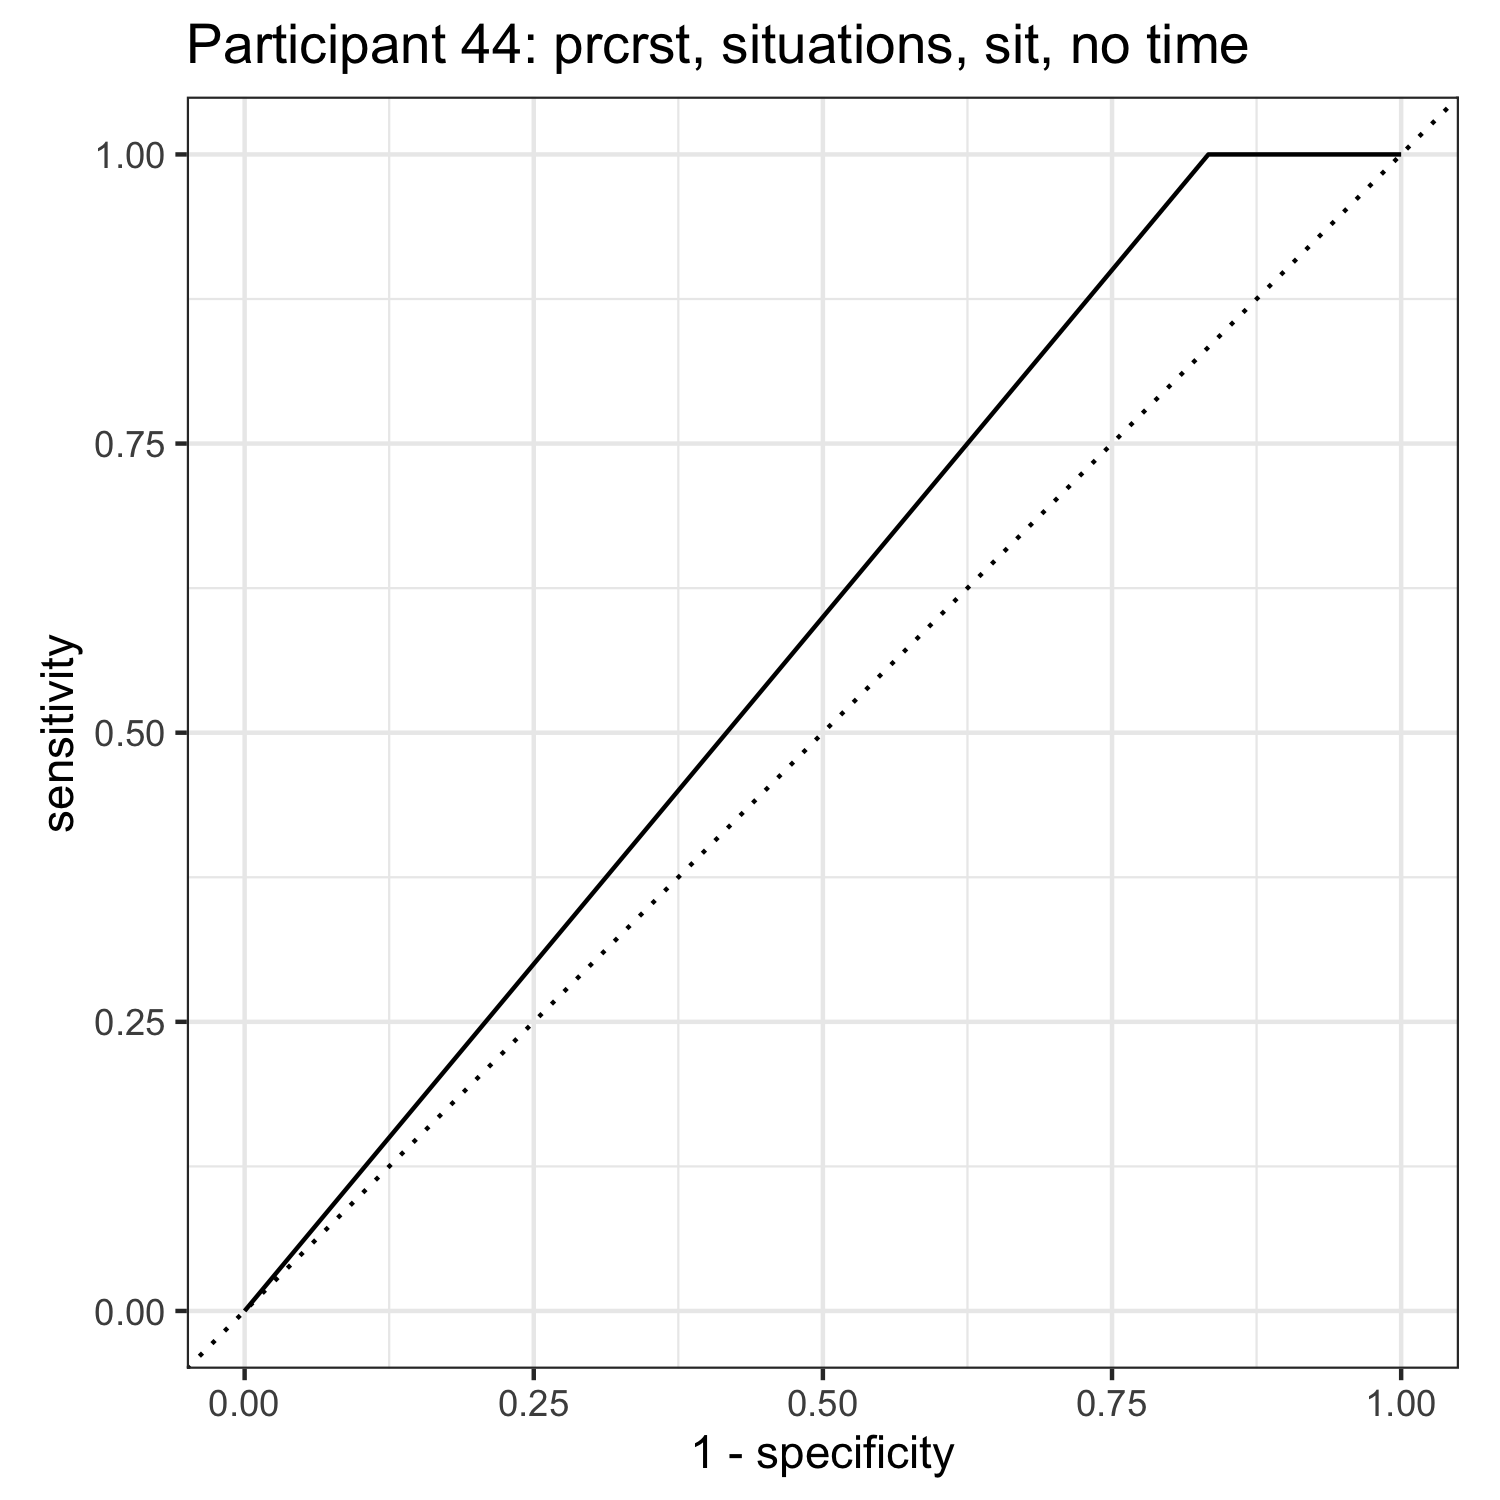 Participant 44: prcrst, situations, sit, no time
1.00
0.75
0.50
0.25
0.00
sensitivity
0.00 0.25 0.50 0.75 1.00
1 - specificity